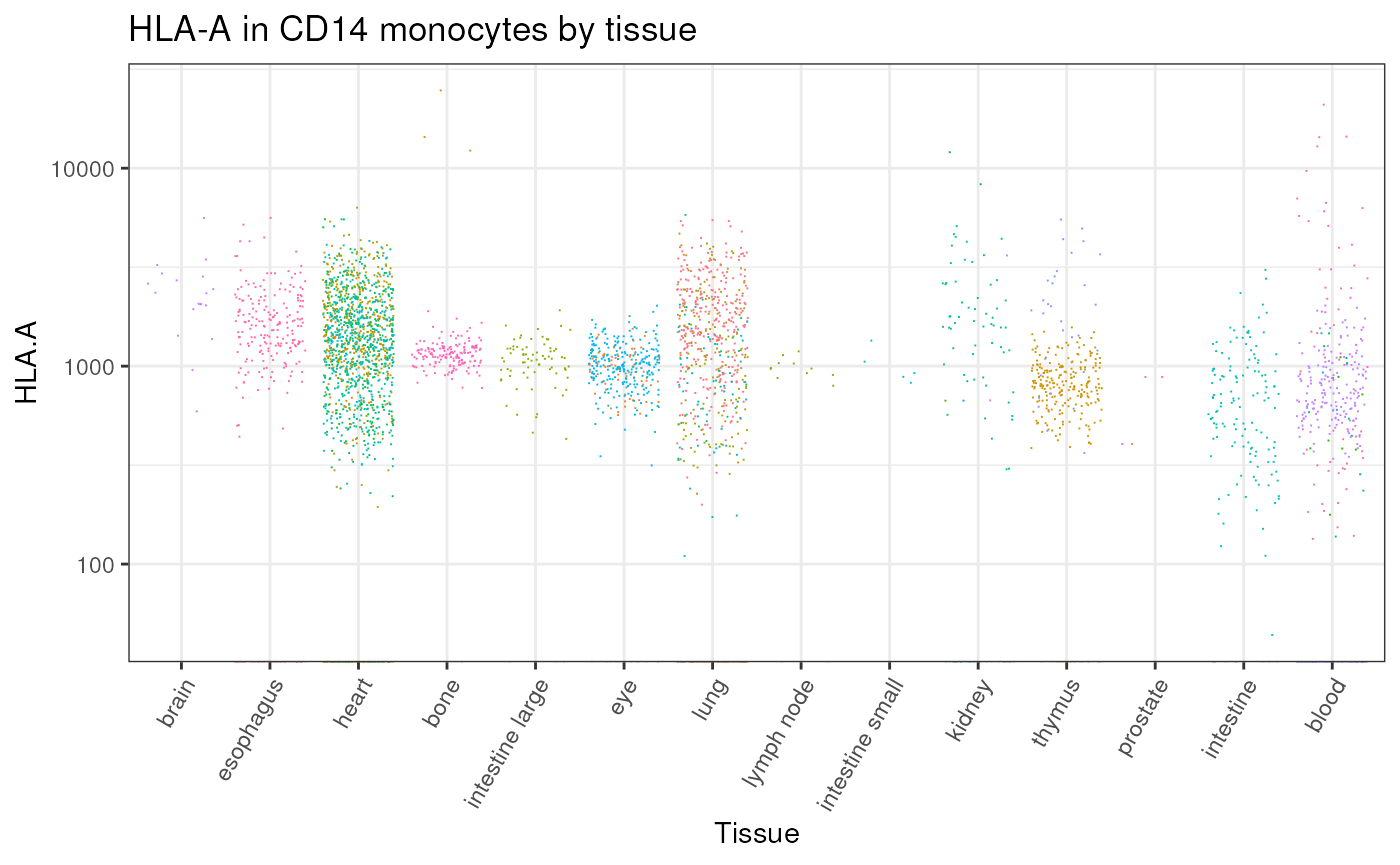 HLA-A in CD14 monocytes by tissue
HLA.A
10000
1000
100
brain
esophagus
heart
bone
intestine large
eye
lung
lymph node
intestine small
kidney
thymus
prostate
intestine
blood
Tissue